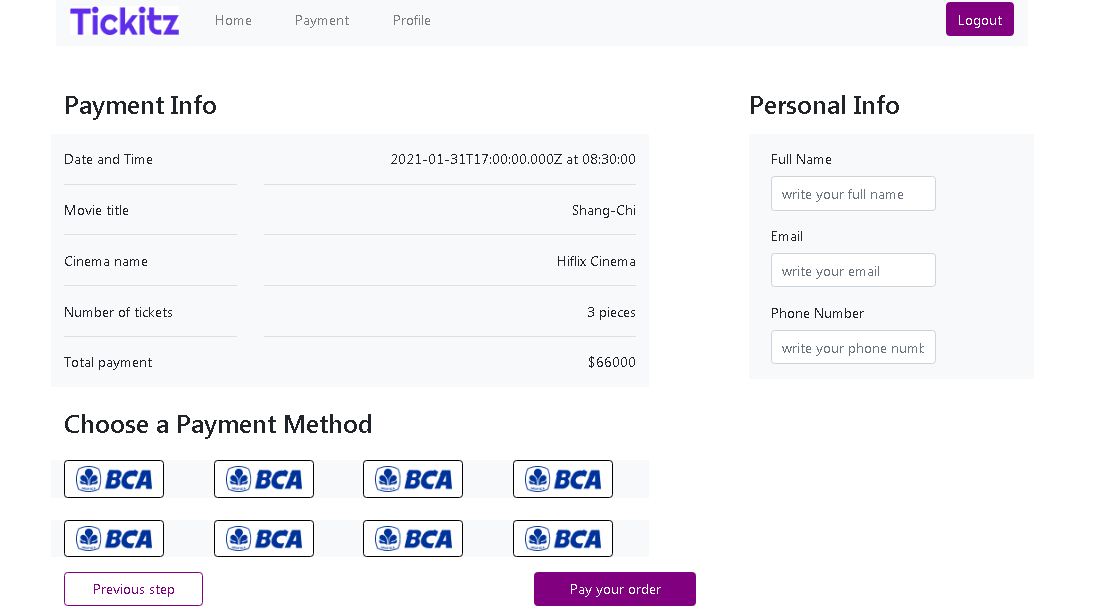 Tickitz Home Payment Profile Logout
Payment Info
Date and Time 2021-01-31T17:00:00.000Z at 08:30:00
Movie title Shang-Chi
Cinema name Hiflix Cinema
Number of tickets 3 pieces
Total payment $66000
Personal Info
Full Name
write your full name
Email
write your email
Phone Number
write your phone numb
Choose a Payment Method
BCA BCA BCA BCA
BCA BCA BCA BCA
Previous step Pay your order